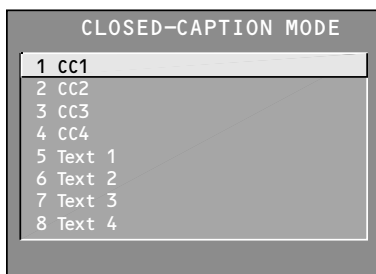 CLOSED-CAPTION MODE
1 CC1
2 CC2
3 CC3
4 CC4
5 Text 1
6 Text 2
7 Text 3
8 Text 4